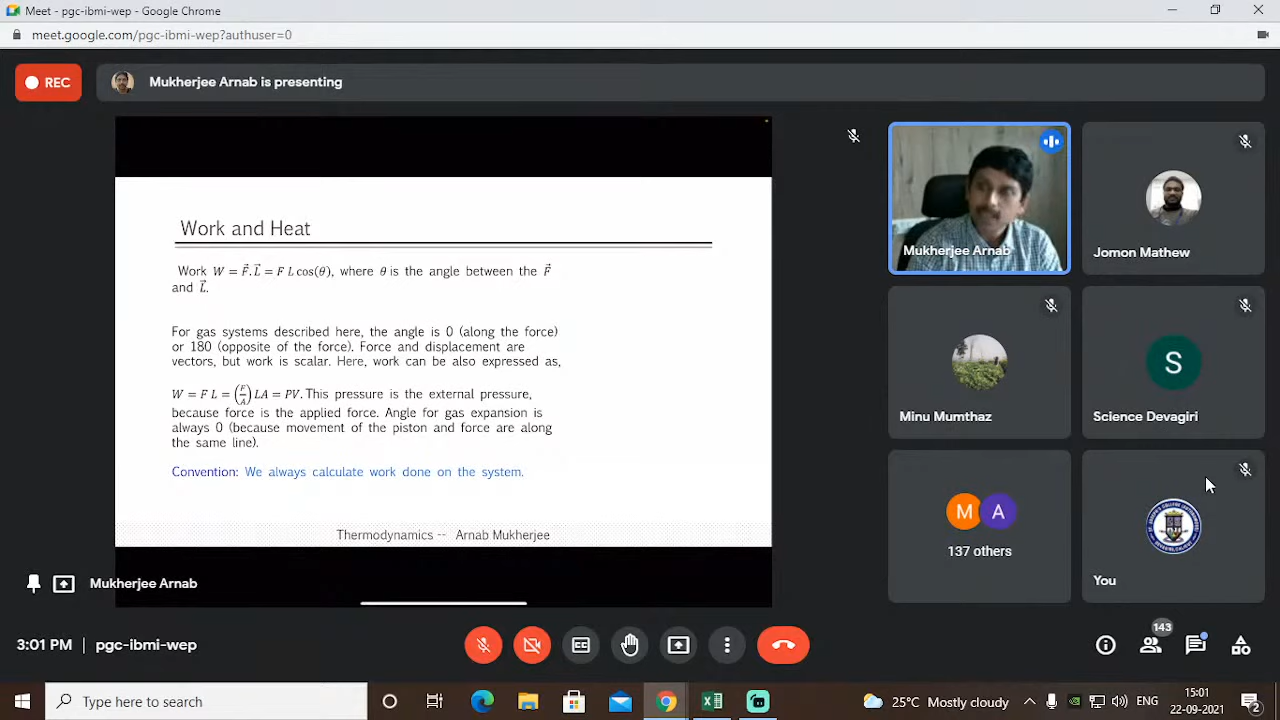 Meet - pgc-ibmi-wep - Google Chrome
meet.google.com/pgc-ibmi-wep?authuser=0
REC
Mukherjee Arnab is presenting
Work and Heat
Work W = F⃗.L⃗ = F L cos(θ), where θ is the angle between the F⃗
and L⃗.
For gas systems described here, the angle is 0 (along the force)
or 180 (opposite of the force). Force and displacement are
vectors, but work is scalar. Here, work can be also expressed as,
W = F L = (F/A) LA = PV. This pressure is the external pressure,
because force is the applied force. Angle for gas expansion is
always 0 (because movement of the piston and force are along
the same line).
Convention: We always calculate work done on the system.
Thermodynamics -- Arnab Mukherjee
Mukherjee Arnab
Mukherjee Arnab
Jomon Mathew
Minu Mumthaz
S
Science Devagiri
M A
137 others
You
3:01 PM | pgc-ibmi-wep
CC
143
Type here to search
25°C Mostly cloudy
ENG
15:01
22-09-2021
2